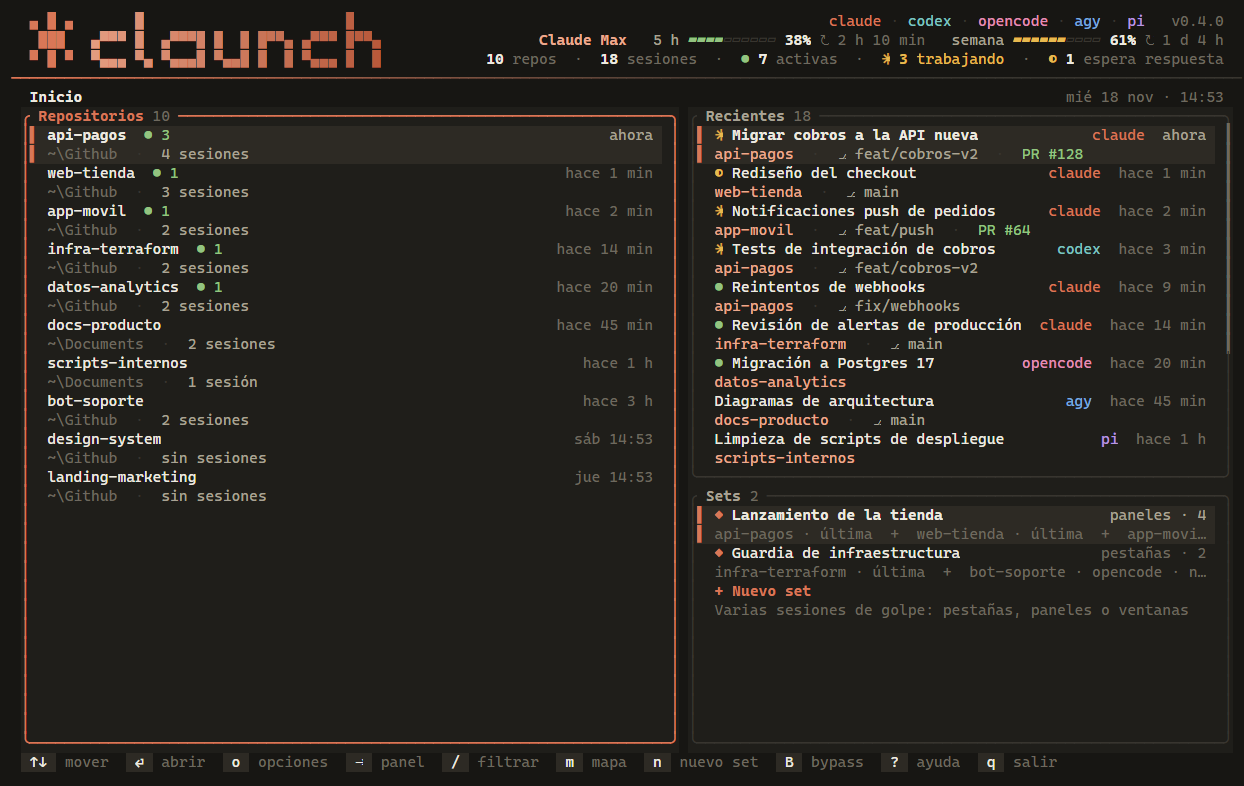 claunch
claude · codex · opencode · agy · pi v0.4.0
Claude Max 5 h 38% 2 h 10 min semana 61% 1 d 4 h
10 repos · 18 sesiones · ● 7 activas · 3 trabajando · 1 espera respuesta
Inicio mié 18 nov · 14:53
Repositorios 10
api-pagos ● 3 ahora
~\Github · 4 sesiones
web-tienda ● 1 hace 1 min
~\Github · 3 sesiones
app-movil ● 1 hace 2 min
~\Github · 2 sesiones
infra-terraform ● 1 hace 14 min
~\Github · 2 sesiones
datos-analytics ● 1 hace 20 min
~\Github · 2 sesiones
docs-producto hace 45 min
~\Documents · 2 sesiones
scripts-internos hace 1 h
~\Documents · 1 sesión
bot-soporte hace 3 h
~\Github · 2 sesiones
design-system sáb 14:53
~\Github · sin sesiones
landing-marketing jue 14:53
~\Github · sin sesiones
Recientes 18
Migrar cobros a la API nueva claude ahora
api-pagos · feat/cobros-v2 · PR #128
Rediseño del checkout claude hace 1 min
web-tienda · main
Notificaciones push de pedidos claude hace 2 min
app-movil · feat/push · PR #64
Tests de integración de cobros codex hace 3 min
api-pagos · feat/cobros-v2
● Reintentos de webhooks claude hace 9 min
api-pagos · fix/webhooks
● Revisión de alertas de producción claude hace 14 min
infra-terraform · main
● Migración a Postgres 17 opencode hace 20 min
datos-analytics
Diagramas de arquitectura agy hace 45 min
docs-producto · main
Limpieza de scripts de despliegue pi hace 1 h
scripts-internos
Sets 2
◆ Lanzamiento de la tienda paneles · 4
api-pagos · última + web-tienda · última + app-movi…
◆ Guardia de infraestructura pestañas · 2
infra-terraform · última + bot-soporte · opencode · n…
+ Nuevo set
Varias sesiones de golpe: pestañas, paneles o ventanas
↑↓ mover ↵ abrir o opciones ⇥ panel / filtrar m mapa n nuevo set B bypass ? ayuda q salir